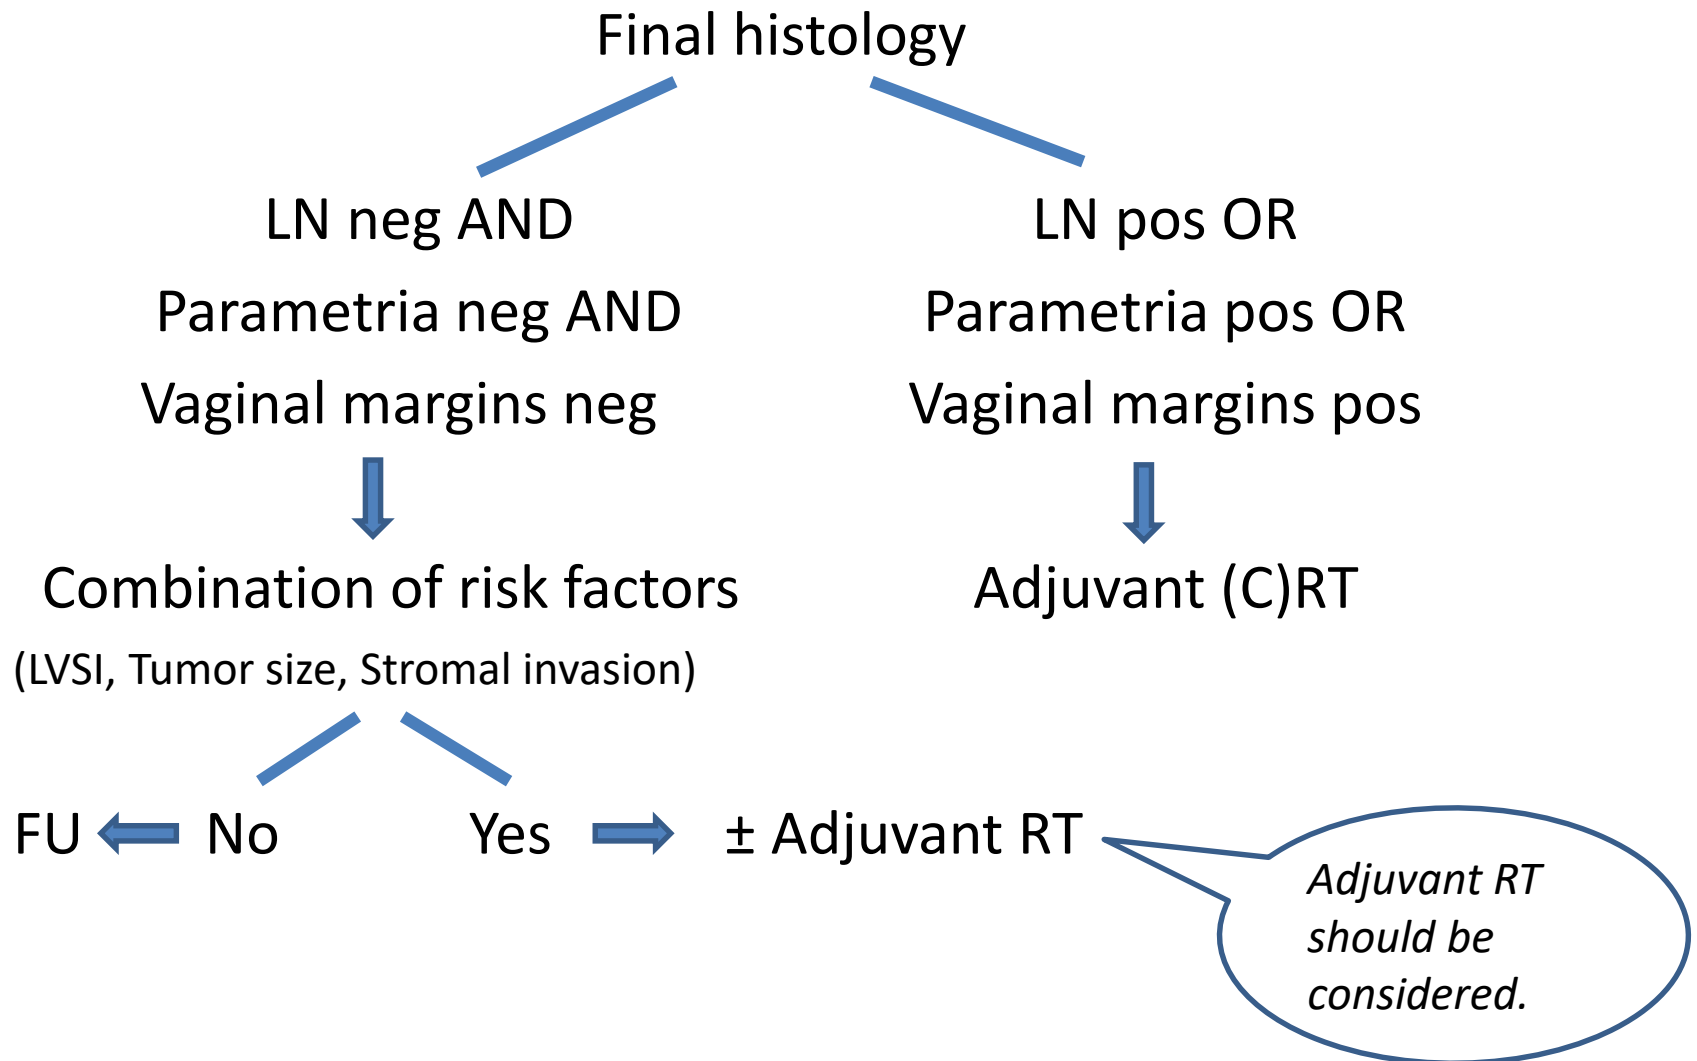 Final histology
LN neg AND
Parametria neg AND
Vaginal margins neg
LN pos OR
Parametria pos OR
Vaginal margins pos
Combination of risk factors
(LVSI, Tumor size, Stromal invasion)
Adjuvant (C)RT
FU
No
Yes
± Adjuvant RT
Adjuvant RT
should be
considered.